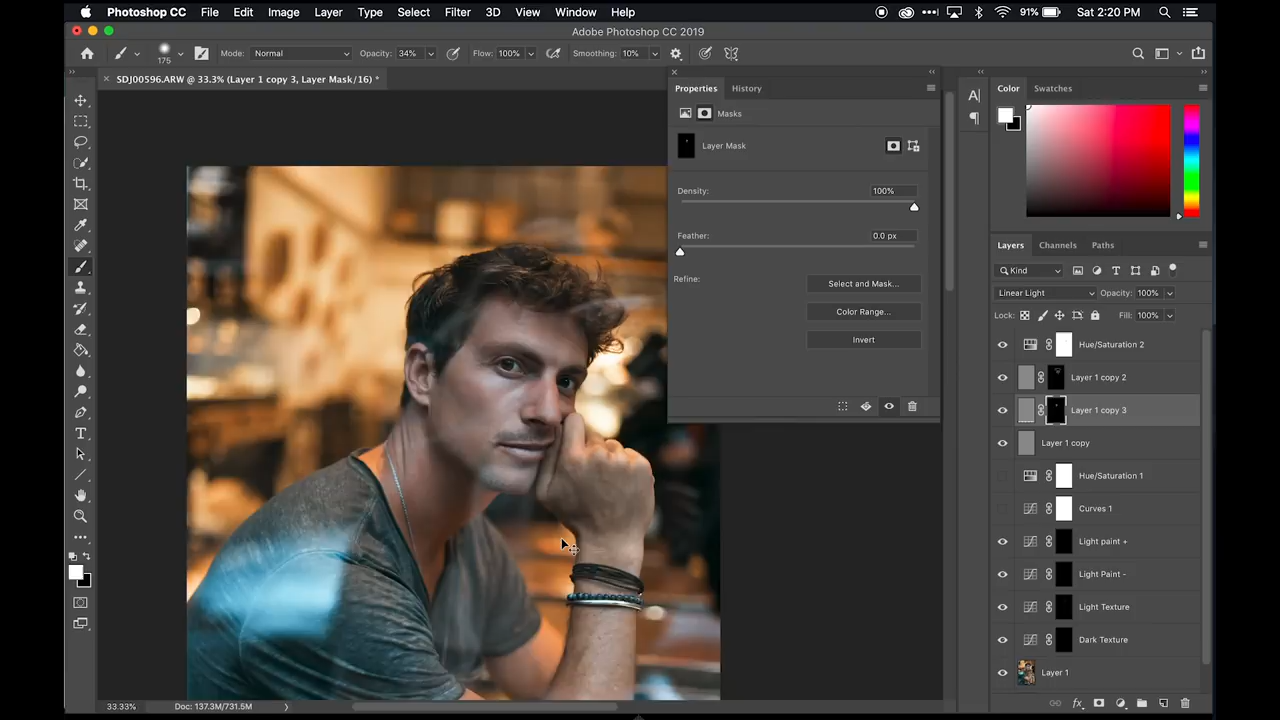 Photoshop CC File Edit Image Layer Type Select Filter 3D View Window Help 91% Sat 2:20 PM
Adobe Photoshop CC 2019
175 Mode: Normal Opacity: 34% Flow: 100% Smoothing: 10%
SDJ00596.ARW @ 33.3% (Layer 1 copy 3, Layer Mask/16) *
Properties History
Masks
Layer Mask
Density: 100%
Feather: 0.0 px
Refine: Select and Mask...
Color Range...
Invert
A
Color Swatches
Layers Channels Paths
Kind
Linear Light Opacity: 100%
Lock: Fill: 100%
Hue/Saturation 2
Layer 1 copy 2
Layer 1 copy 3
Layer 1 copy
Hue/Saturation 1
Curves 1
Light paint +
Light Paint -
Light Texture
Dark Texture
Layer 1
fx
33.33% Doc: 137.3M/731.5M